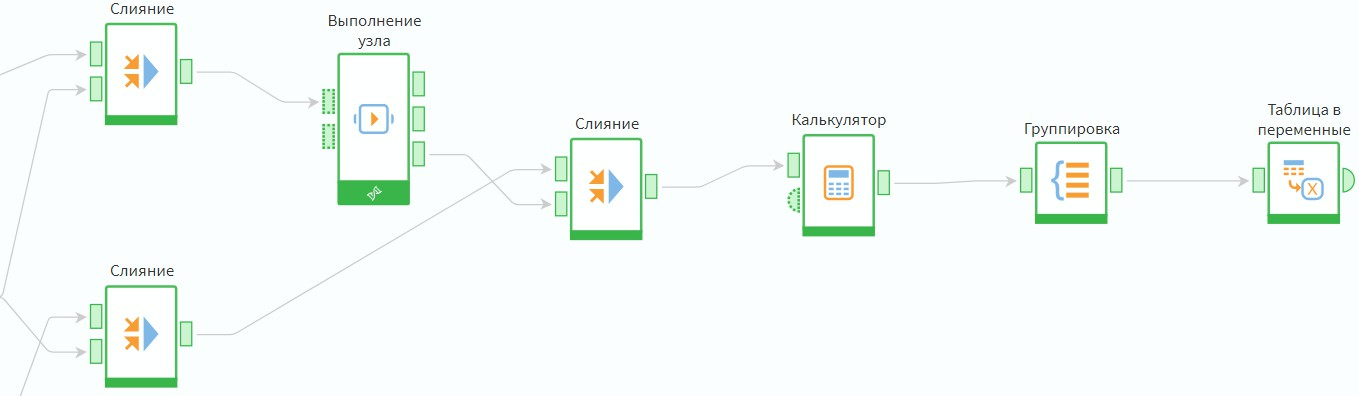 Слияние
Выполнение
узла
Слияние
Калькулятор
Группировка
Таблица в
переменные
X
Слияние